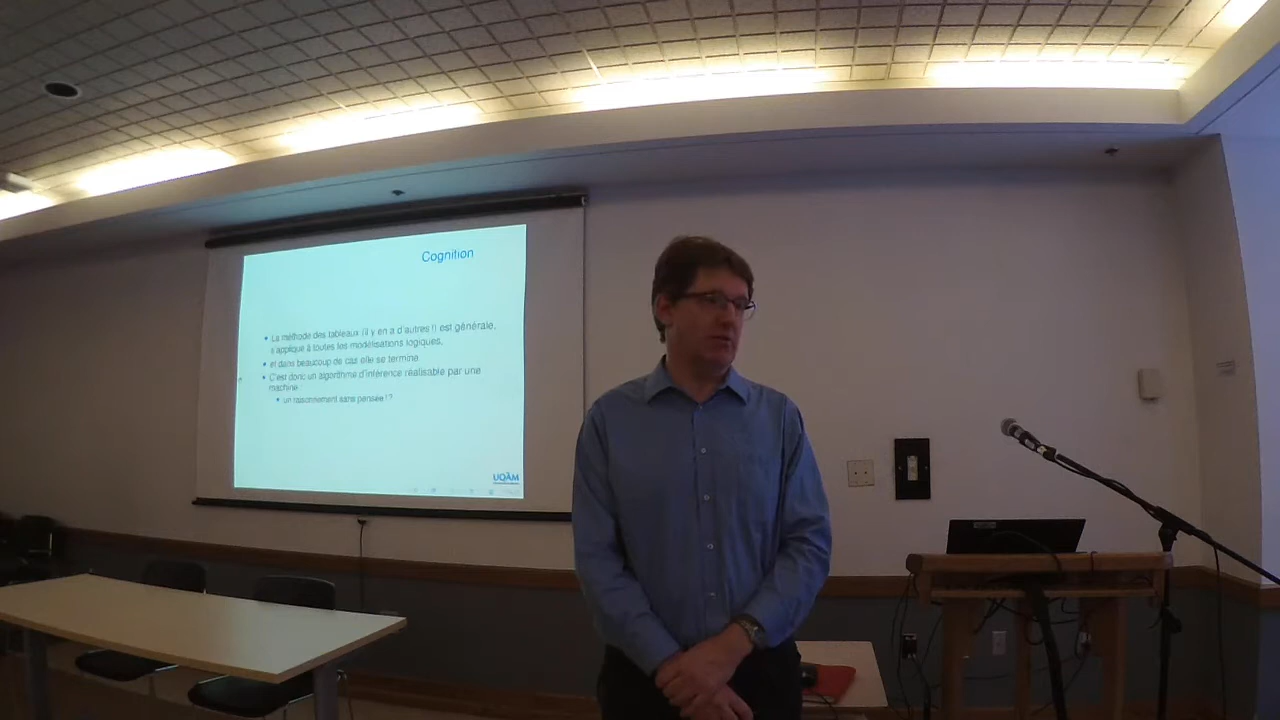 Cognition
La méthode des tableaux (il y en a d'autres !) est générale,
s'applique à toutes les modélisations logiques,
et dans beaucoup de cas elle se termine
C'est donc un algorithme d'inférence réalisable par une
machine
un raisonnement sans pensée !?
UQÀM